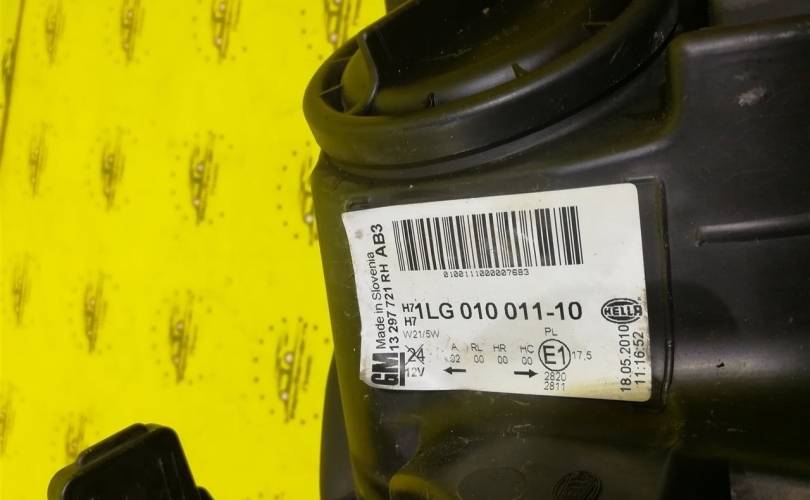 0100111000007683
H7 1LG 010 011-10
H7
W21/5W
24
12V
A RL HR HC PL
02 00 00 00 E1 17,5
2820
2811
HELLA
18.05.2010
11:16:52
GM
Made in Slovenia
13 297 721 RH AB3
HELLA